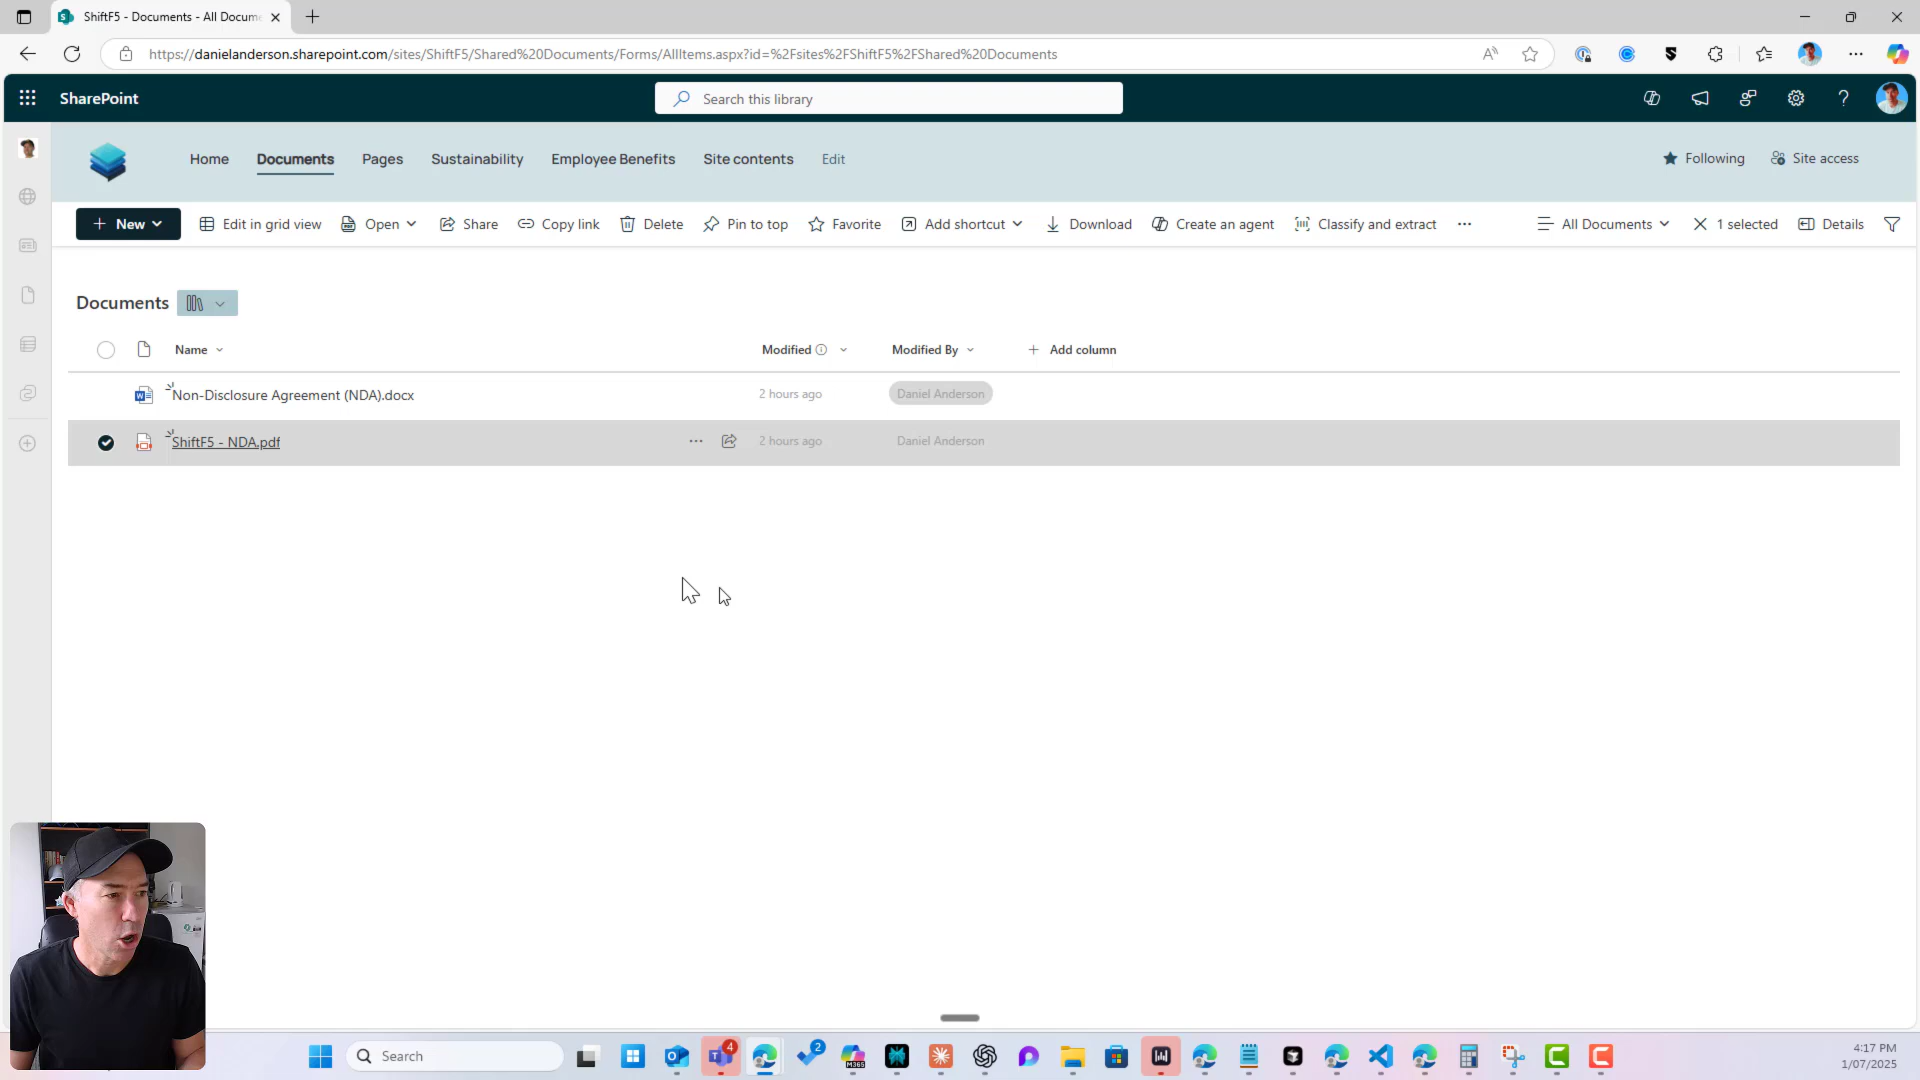 ShiftF5 - Documents - All Docume
https://danielanderson.sharepoint.com/sites/ShiftF5/Shared%20Documents/Forms/AllItems.aspx?id=%2Fsites%2FShiftF5%2FShared%20Documents
SharePoint
Search this library
Home Documents Pages Sustainability Employee Benefits Site contents Edit
Following Site access
New Edit in grid view Open Share Copy link Delete Pin to top Favorite Add shortcut Download Create an agent Classify and extract ... All Documents 1 selected Details
Documents
Name Modified Modified By Add column
Non-Disclosure Agreement (NDA).docx 2 hours ago Daniel Anderson
ShiftF5 - NDA.pdf 2 hours ago Daniel Anderson
Search 4 2 M365
4:17 PM
1/07/2025